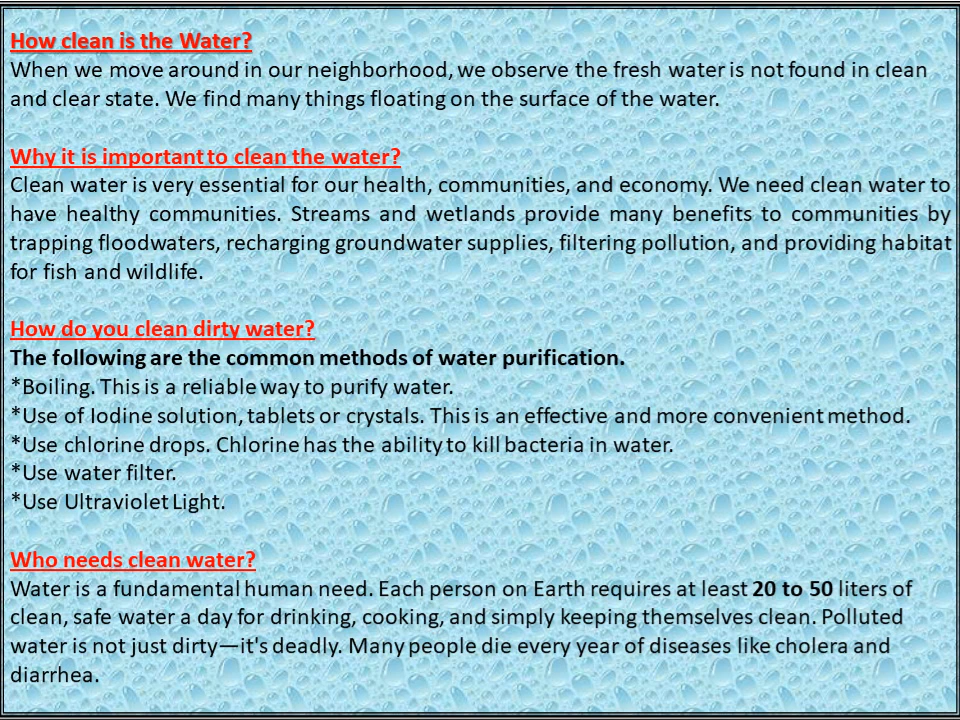 How clean is the Water?
When we move around in our neighborhood, we observe the fresh water is not found in clean
and clear state. We find many things floating on the surface of the water.
Why it is important to clean the water?
Clean water is very essential for our health, communities, and economy. We need clean water to
have healthy communities. Streams and wetlands provide many benefits to communities by
trapping floodwaters, recharging groundwater supplies, filtering pollution, and providing habitat
for fish and wildlife.
How do you clean dirty water?
The following are the common methods of water purification.
*Boiling. This is a reliable way to purify water.
*Use of Iodine solution, tablets or crystals. This is an effective and more convenient method.
*Use chlorine drops. Chlorine has the ability to kill bacteria in water.
*Use water filter.
*Use Ultraviolet Light.
Who needs clean water?
Water is a fundamental human need. Each person on Earth requires at least 20 to 50 liters of
clean, safe water a day for drinking, cooking, and simply keeping themselves clean. Polluted
water is not just dirty—it's deadly. Many people die every year of diseases like cholera and
diarrhea.